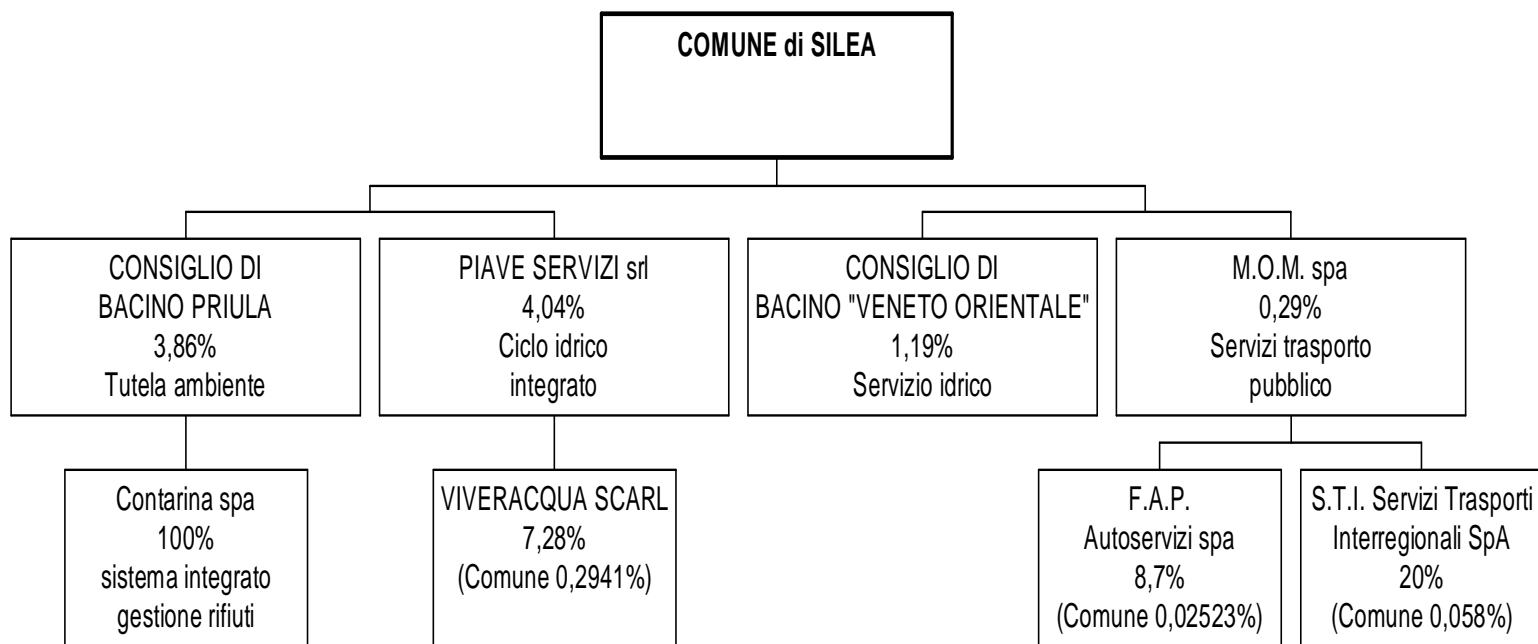 COMUNE di SILEA
CONSIGLIO DI
BACINO PRIULA
3,86%
Tutela ambiente
PIAVE SERVIZI srl
4,04%
Ciclo idrico
integrato
CONSIGLIO DI
BACINO "VENETO ORIENTALE"
1,19%
Servizio idrico
M.O.M. spa
0,29%
Servizi trasporto
pubblico
Contarina spa
100%
sistema integrato
gestione rifiuti
VIVERACQUA SCARL
7,28%
(Comune 0,2941%)
F.A.P.
Autoservizi spa
8,7%
(Comune 0,02523%)
S.T.I. Servizi Trasporti
Interregionali SpA
20%
(Comune 0,058%)